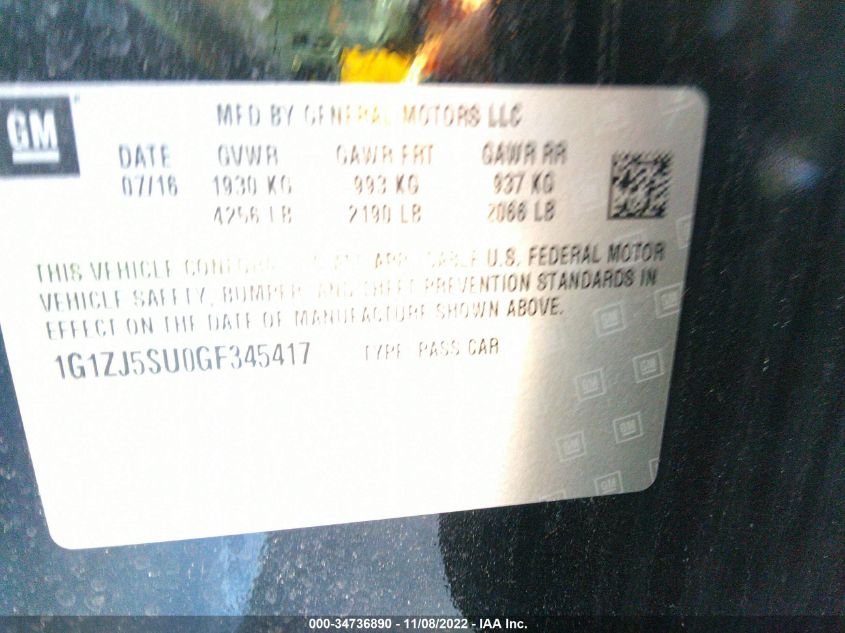 GM
MFD BY GENERAL MOTORS LLC
DATE GVWR GAWR FRT GAWR RR
07/16 1930 KG 993 KG 937 KG
4256 LB 2190 LB 2066 LB
THIS VEHICLE CONFORMS TO ALL APPLICABLE U.S. FEDERAL MOTOR
VEHICLE SAFETY, BUMPER, AND THEFT PREVENTION STANDARDS IN
EFFECT ON THE DATE OF MANUFACTURE SHOWN ABOVE.
1G1ZJ5SU0GF345417 TYPE: PASS CAR
000-34736890 - 11/08/2022 - IAA Inc.